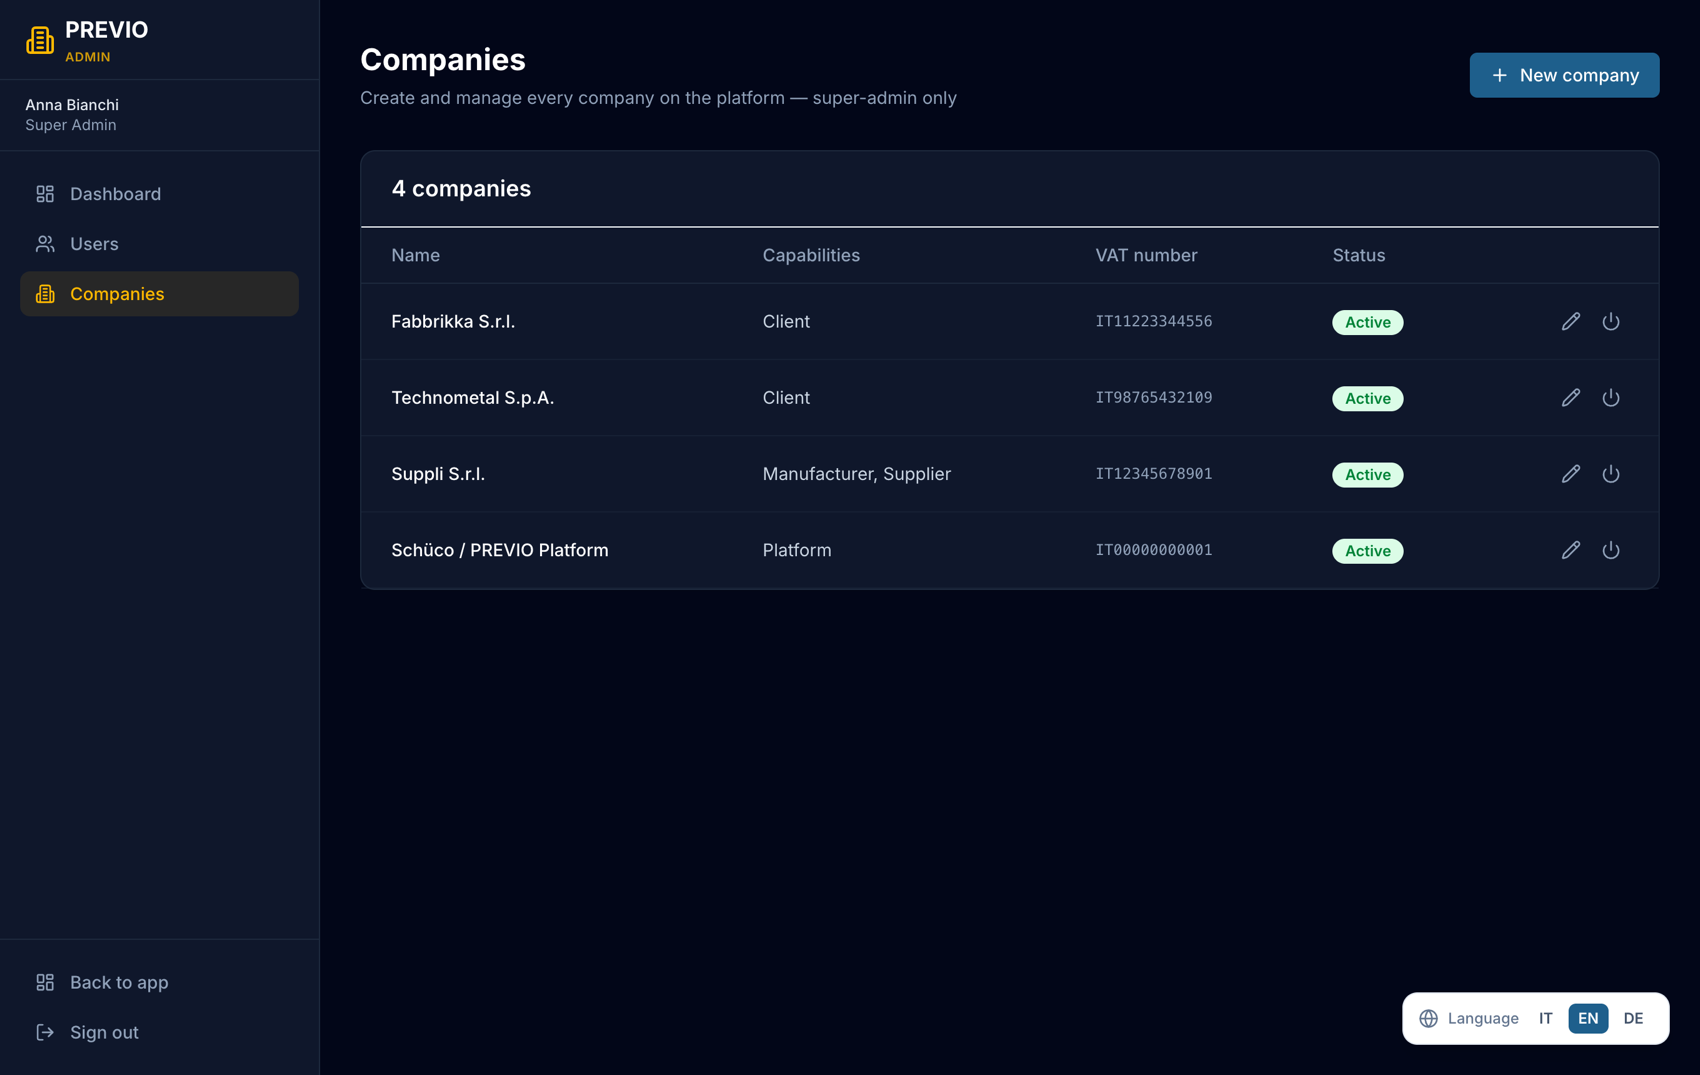 PREVIO
ADMIN
Anna Bianchi
Super Admin
Dashboard
Users
Companies
Back to app
Sign out
Companies
Create and manage every company on the platform — super-admin only
New company
4 companies
Name Capabilities VAT number Status
Fabbrikka S.r.l. Client IT11223344556 Active
Technometal S.p.A. Client IT98765432109 Active
Suppli S.r.l. Manufacturer, Supplier IT12345678901 Active
Schüco / PREVIO Platform Platform IT00000000001 Active
Language IT EN DE